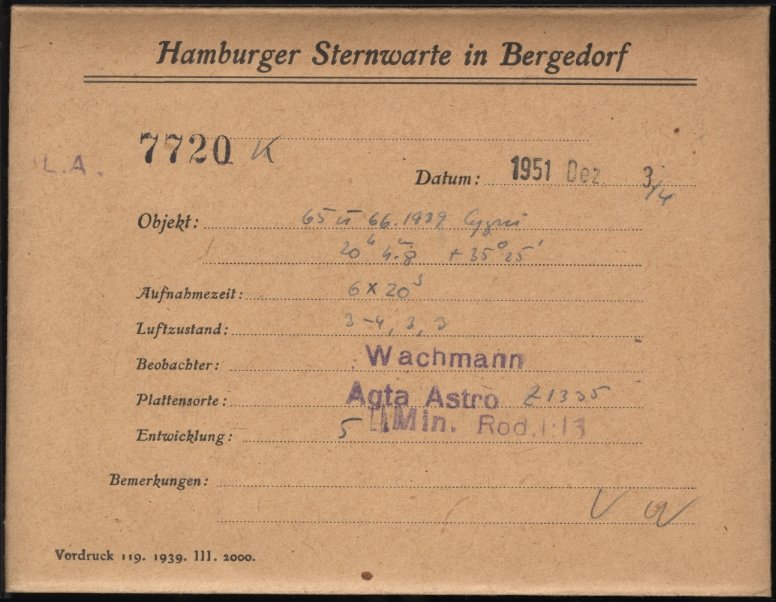 Hamburger Sternwarte in Bergedorf
7720 K
L.A.
Datum: 1951 Dez. 3/4
Objekt: 65 u 66.1939 Cygni
20h 4.8m +35° 25'
Aufnahmezeit: 6 x 20s
Luftzustand: 3-4, 3, 3
Beobachter: Wachmann
Plattensorte: Agfa Astro Z1335
Entwicklung: 5 Min. Rod. 1:13
Bemerkungen:
V W
Vordruck 119. 1939. III. 2000.